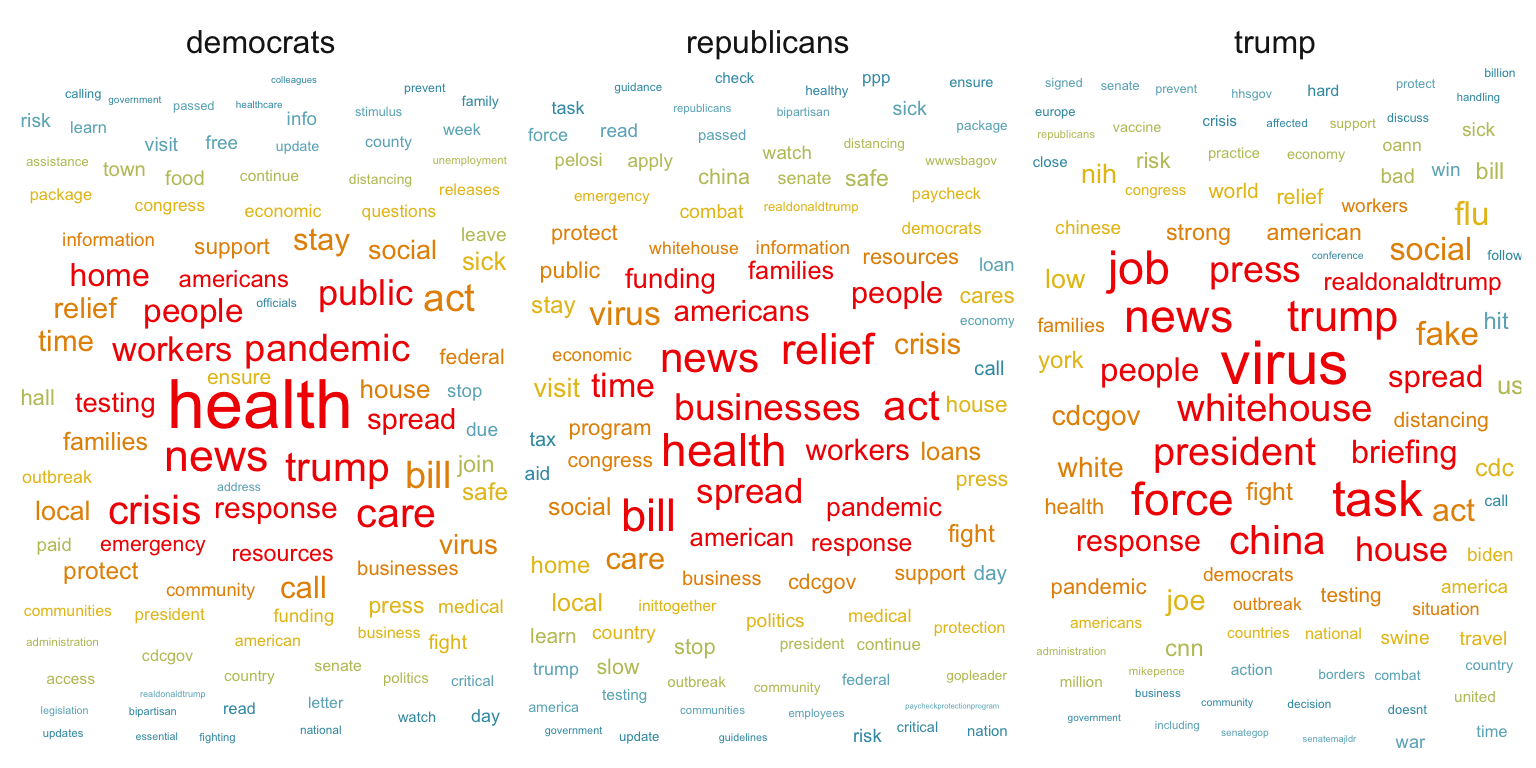 democrats
colleagues
calling government passed healthcare prevent family
risk learn info stimulus
visit free update county week
assistance town food continue distancing unemployment
package congress economic questions releases
information support stay social leave
home americans sick
relief people officials public act
time workers pandemic federal
ensure
hall testing health house stop
families spread due
outbreak news trump bill join
address safe
local crisis response care
paid emergency resources virus
protect community call businesses
communities president funding press medical
administration american business fight
cdcgov senate
access country politics critical
realdonaldtrump
legislation bipartisan read letter watch day
updates essential fighting national
republicans
guidance check ppp ensure
task republicans healthy bipartisan sick
force read passed package
pelosi apply watch distancing wwwsbagov
china senate safe
emergency combat realdonaldtrump paycheck
protect democrats
whitehouse information resources
public funding families loan
stay virus americans people cares
economy
economic news relief crisis
visit time call
businesses act house
tax program
congress health workers loans
aid spread press
social bill pandemic
american response fight
home care
business cdcgov support day
local inittogether
learn country politics medical protection
stop president continue
trump slow
outbreak community federal gopleader
america testing
communities employees paycheckprotectionprogram
government update guidelines risk critical nation
trump
signed senate prevent hhsgov hard protect billion
handling
europe crisis affected support discuss
republicans vaccine sick
close risk practice economy oann
nih bad win bill
congress world relief workers
flu
chinese strong american
conference social follow
low job press realdonaldtrump
families news trump fake hit
york people virus spread us
cdcgov whitehouse distancing
white president briefing cdc
health force fight task act call
response china house biden
pandemic democrats america
joe outbreak testing situation
americans countries national swine travel
administration cnn
million mikepence action borders combat country
business community decision united
government including senategop doesnt
senatemajldr war time